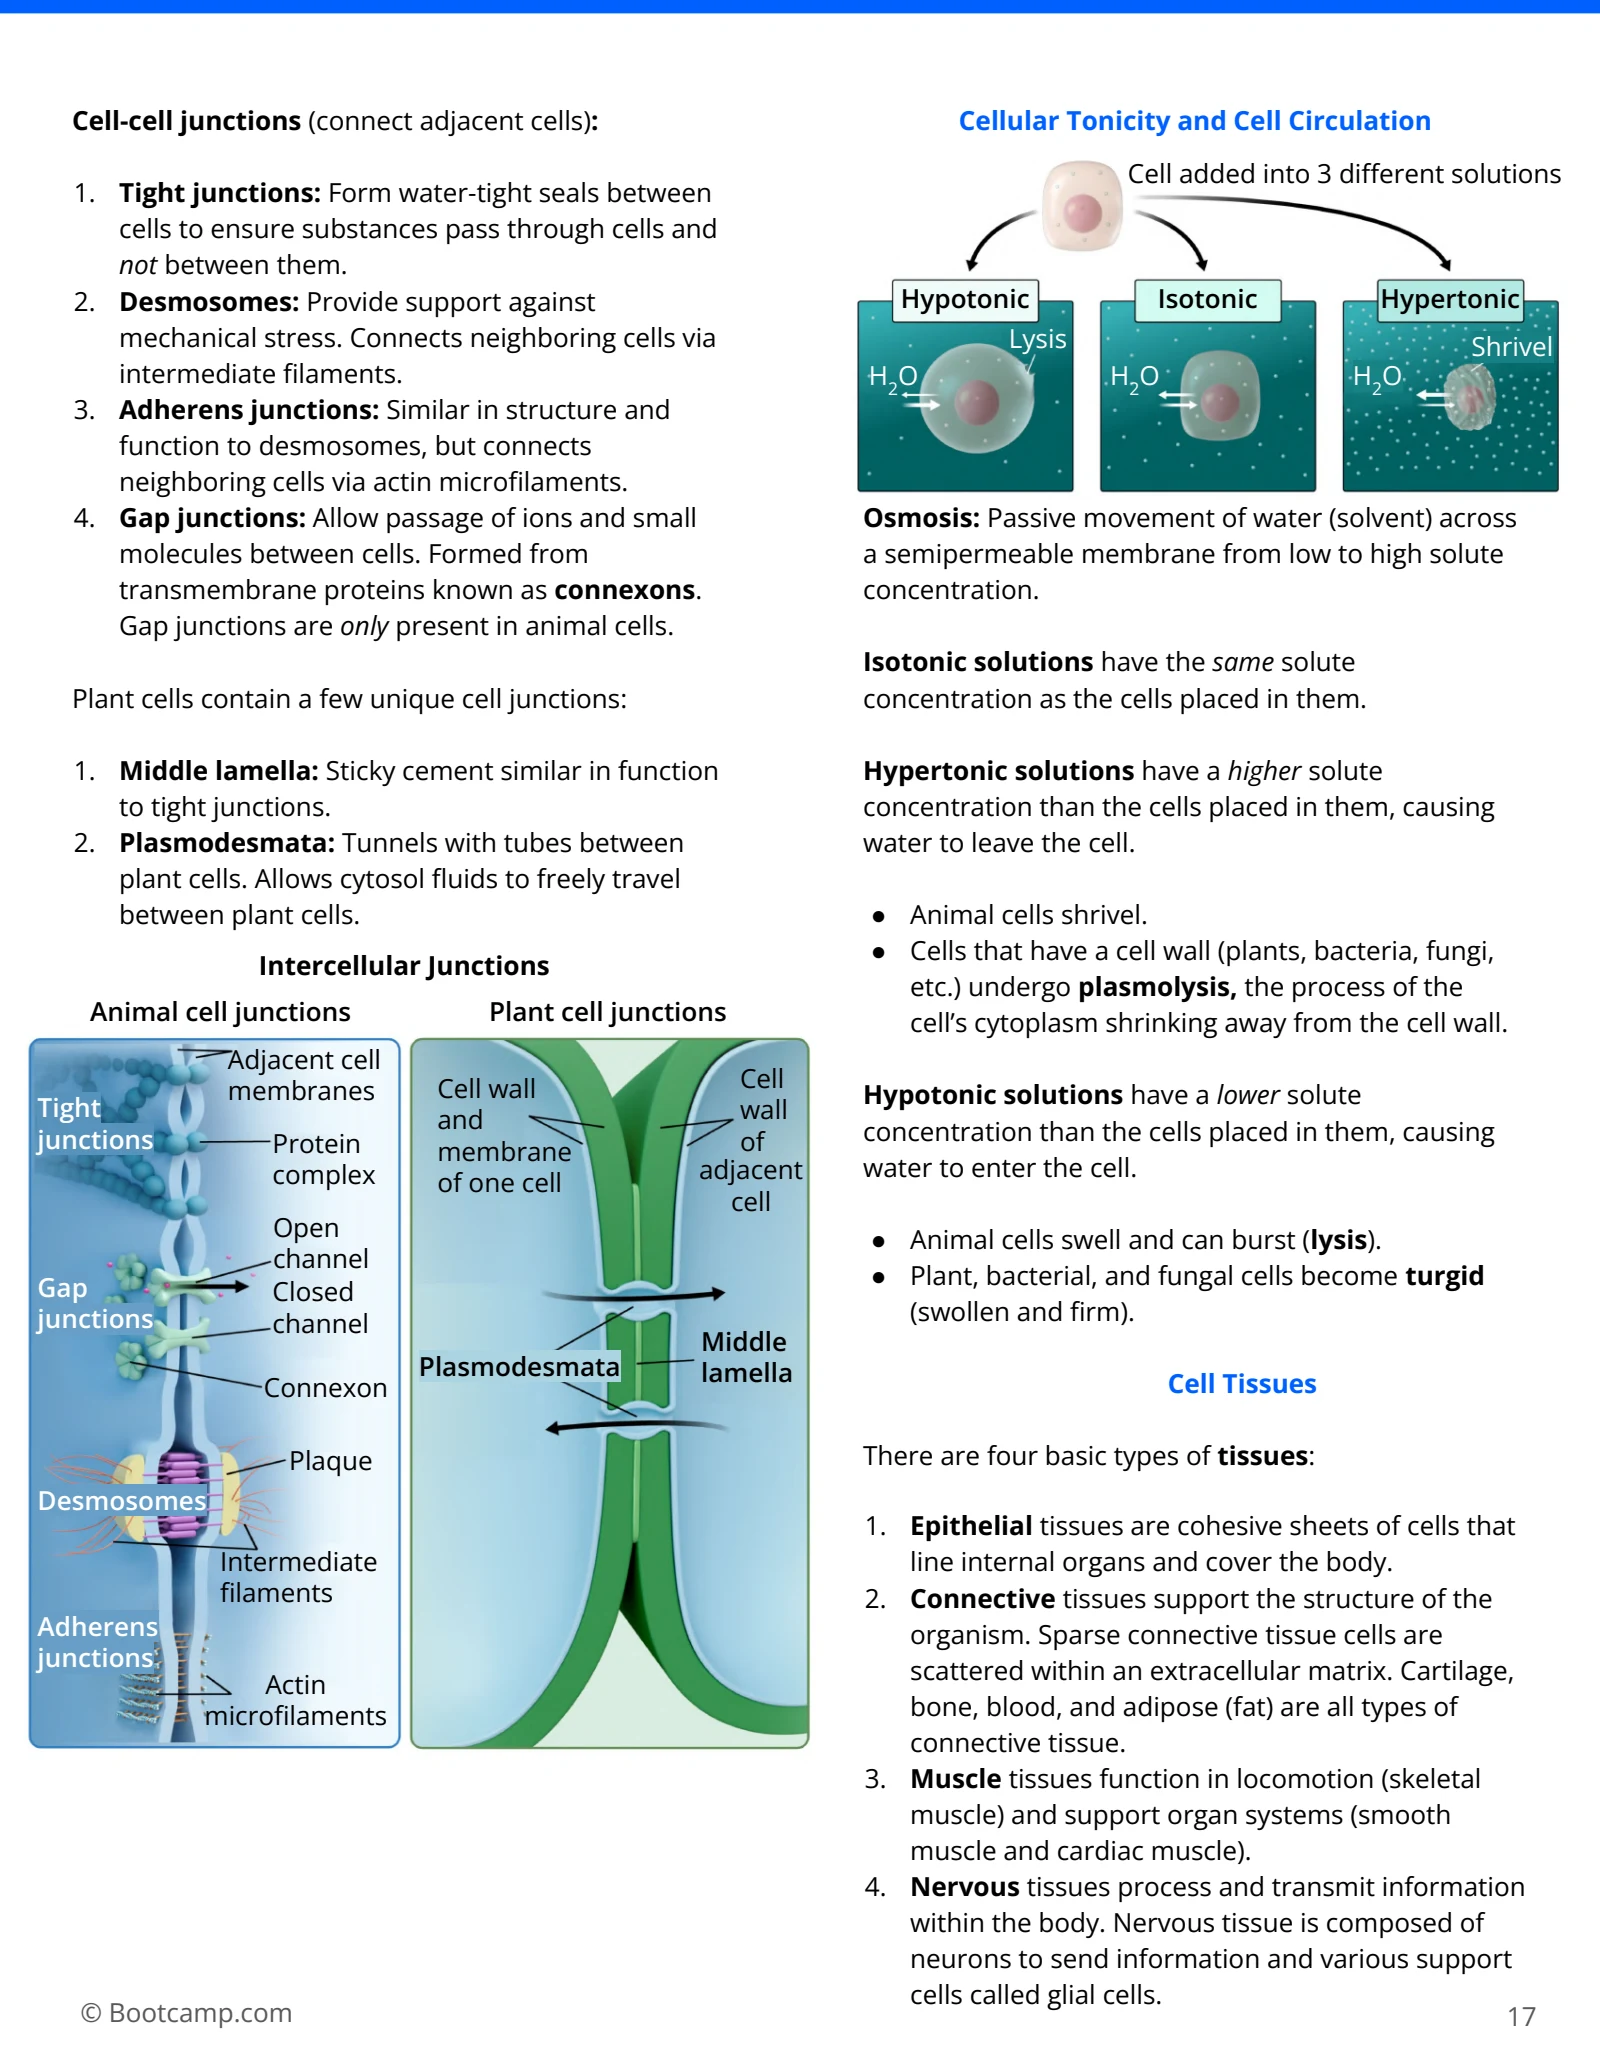 Cell-cell junctions (connect adjacent cells):
1. Tight junctions: Form water-tight seals between
cells to ensure substances pass through cells and
not between them.
2. Desmosomes: Provide support against
mechanical stress. Connects neighboring cells via
intermediate filaments.
3. Adherens junctions: Similar in structure and
function to desmosomes, but connects
neighboring cells via actin microfilaments.
4. Gap junctions: Allow passage of ions and small
molecules between cells. Formed from
transmembrane proteins known as connexons.
Gap junctions are only present in animal cells.
Plant cells contain a few unique cell junctions:
1. Middle lamella: Sticky cement similar in function
to tight junctions.
2. Plasmodesmata: Tunnels with tubes between
plant cells. Allows cytosol fluids to freely travel
between plant cells.
Intercellular Junctions
Animal cell junctions
Adjacent cell
membranes
Tight
junctions
Protein
complex
Open
channel
Gap
junctions
Closed
channel
Connexon
Plaque
Desmosomes
Intermediate
filaments
Adherens
junctions
Actin
microfilaments
Plant cell junctions
Cell wall
and
membrane
of one cell
Cell
wall
of
adjacent
cell
Plasmodesmata
Middle
lamella
Cellular Tonicity and Cell Circulation
Cell added into 3 different solutions
Hypotonic
Lysis
H₂O
Isotonic
H₂O
Hypertonic
Shrivel
H₂O
Osmosis: Passive movement of water (solvent) across
a semipermeable membrane from low to high solute
concentration.
Isotonic solutions have the same solute
concentration as the cells placed in them.
Hypertonic solutions have a higher solute
concentration than the cells placed in them, causing
water to leave the cell.
● Animal cells shrivel.
● Cells that have a cell wall (plants, bacteria, fungi,
etc.) undergo plasmolysis, the process of the
cell’s cytoplasm shrinking away from the cell wall.
Hypotonic solutions have a lower solute
concentration than the cells placed in them, causing
water to enter the cell.
● Animal cells swell and can burst (lysis).
● Plant, bacterial, and fungal cells become turgid
(swollen and firm).
Cell Tissues
There are four basic types of tissues:
1. Epithelial tissues are cohesive sheets of cells that
line internal organs and cover the body.
2. Connective tissues support the structure of the
organism. Sparse connective tissue cells are
scattered within an extracellular matrix. Cartilage,
bone, blood, and adipose (fat) are all types of
connective tissue.
3. Muscle tissues function in locomotion (skeletal
muscle) and support organ systems (smooth
muscle and cardiac muscle).
4. Nervous tissues process and transmit information
within the body. Nervous tissue is composed of
neurons to send information and various support
cells called glial cells.
© Bootcamp.com
17